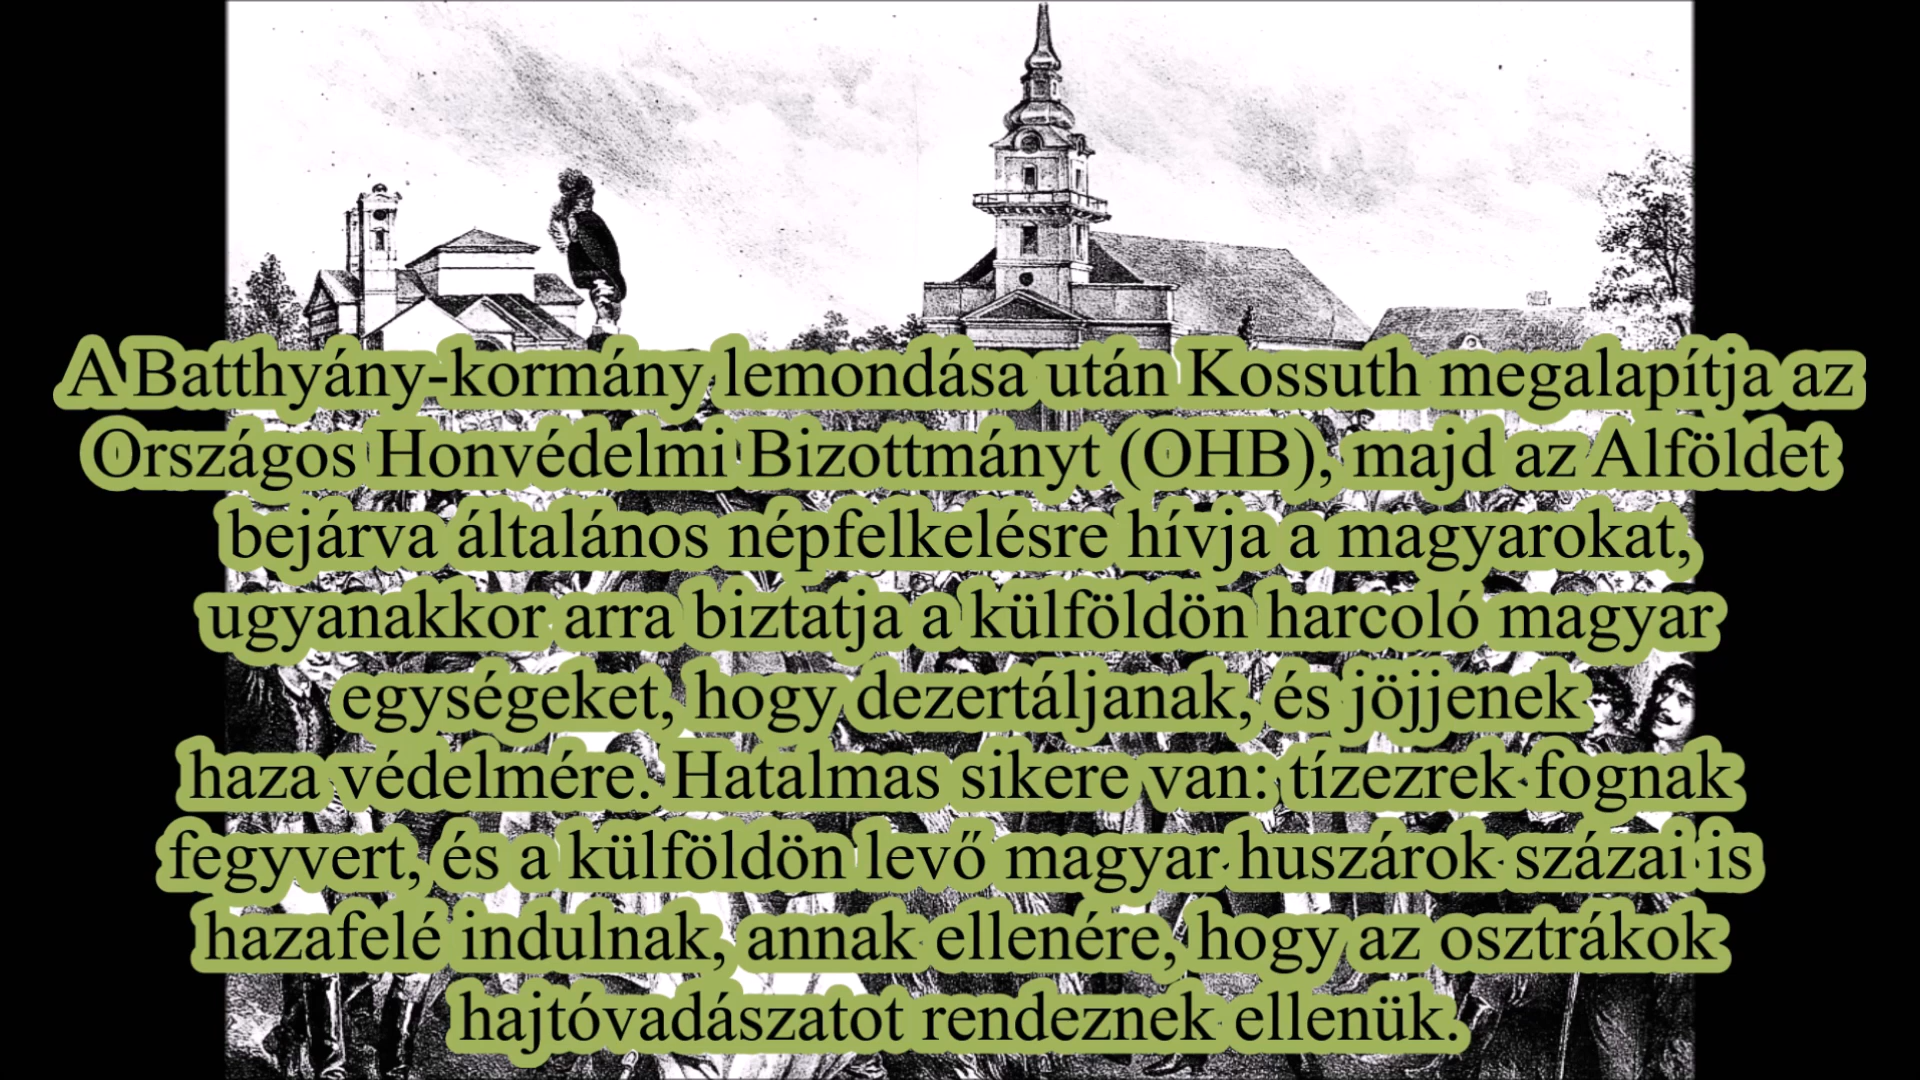 A Batthyány-kormány lemondása után Kossuth megalapítja az
Országos Honvédelmi Bizottmányt (OHB), majd az Alföldet
bejárva általános népfelkelésre hívja a magyarokat,
ugyanakkor arra biztatja a külföldön harcoló magyar
egységeket, hogy dezertáljanak, és jöjjenek
haza védelmére. Hatalmas sikere van: tízezrek fognak
fegyvert, és a külföldön levő magyar huszárok százai is
hazafelé indulnak, annak ellenére, hogy az osztrákok
hajtóvadászatot rendeznek ellenük.